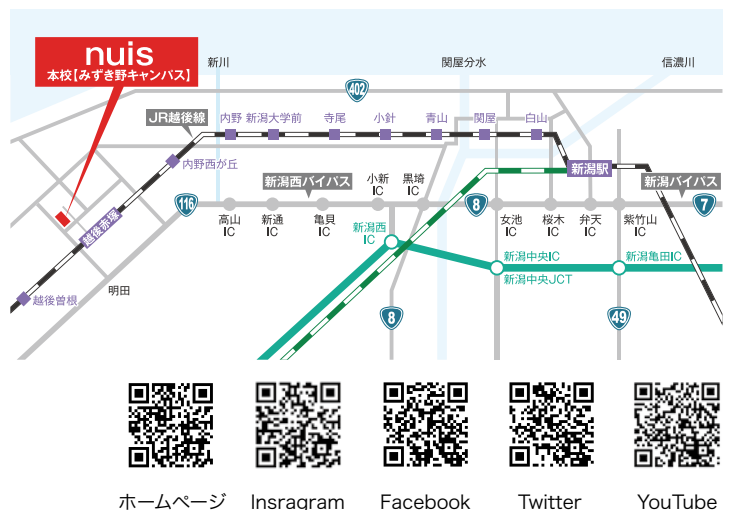 nuis
本校【みずき野キャンパス】
新川
関屋分水
信濃川
402
JR越後線
内野
新潟大学前
寺尾
小針
青山
関屋
白山
内野西が丘
新潟駅
116
新潟西バイパス
小新
IC
黒埼
IC
8
新潟バイパス
7
高山
IC
新通
IC
亀貝
IC
女池
IC
桜木
IC
弁天
IC
紫竹山
IC
越後赤塚
新潟西
IC
新潟中央IC
新潟中央JCT
新潟亀田IC
明田
越後曽根
8
49
ホームページ
Insragram
Facebook
Twitter
YouTube